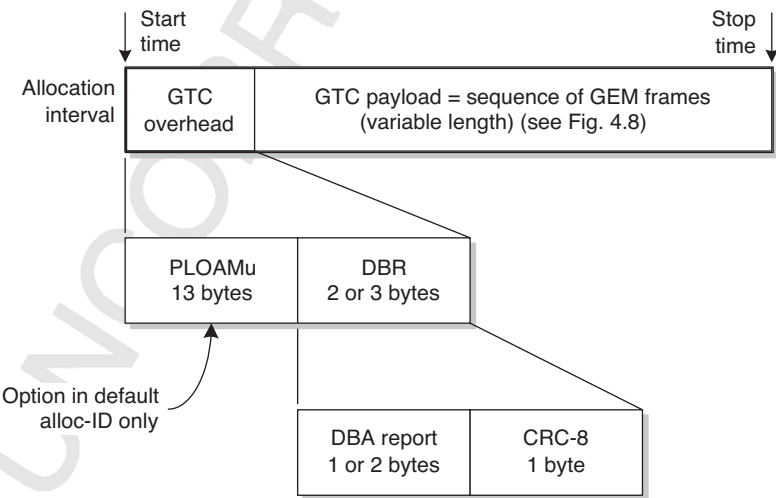 Start
time
Stop
time
Allocation
interval
GTC
overhead
GTC payload = sequence of GEM frames
(variable length) (see Fig. 4.8)
PLOAMu
13 bytes
DBR
2 or 3 bytes
Option in default
alloc-ID only
DBA report
1 or 2 bytes
CRC-8
1 byte